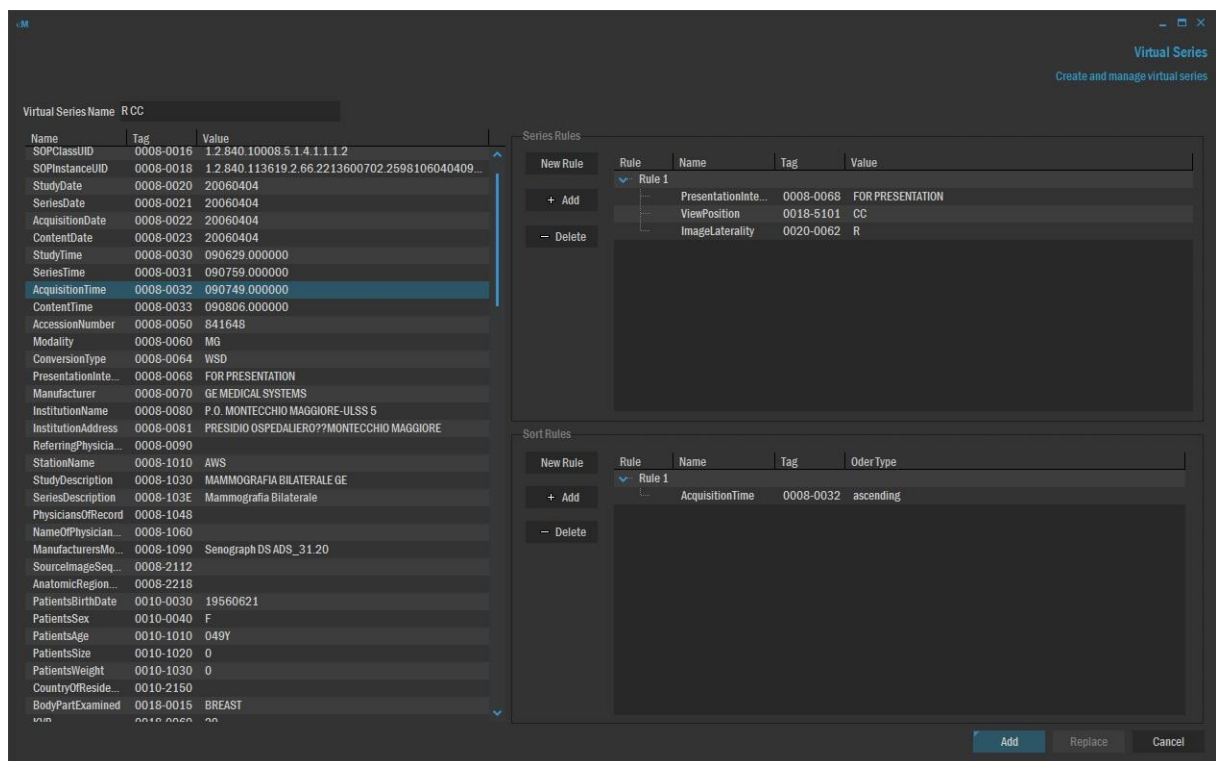 eM
Virtual Series
Create and manage virtual series
Virtual Series Name R CC
Name Tag Value
SOPClassUID 0008-0016 1.2.840.10008.5.1.4.1.1.1.2
SOPInstanceUID 0008-0018 1.2.840.113619.2.66.2213600702.2598106040409...
StudyDate 0008-0020 20060404
SeriesDate 0008-0021 20060404
AcquisitionDate 0008-0022 20060404
ContentDate 0008-0023 20060404
StudyTime 0008-0030 090629.000000
SeriesTime 0008-0031 090759.000000
AcquisitionTime 0008-0032 090749.000000
ContentTime 0008-0033 090806.000000
AccessionNumber 0008-0050 841648
Modality 0008-0060 MG
ConversionType 0008-0064 WSD
PresentationInte... 0008-0068 FOR PRESENTATION
Manufacturer 0008-0070 GE MEDICAL SYSTEMS
InstitutionName 0008-0080 P.O. MONTECCHIO MAGGIORE-ULSS 5
InstitutionAddress 0008-0081 PRESIDIO OSPEDALIERO??MONTECCHIO MAGGIORE
ReferringPhysicia... 0008-0090
StationName 0008-1010 AWS
StudyDescription 0008-1030 MAMMOGRAFIA BILATERALE GE
SeriesDescription 0008-103E Mammografia Bilaterale
PhysiciansOfRecord 0008-1048
NameOfPhysician... 0008-1060
ManufacturersMo... 0008-1090 Senograph DS ADS_31.20
SourceImageSeq... 0008-2112
AnatomicRegion... 0008-2218
PatientsBirthDate 0010-0030 19560621
PatientsSex 0010-0040 F
PatientsAge 0010-1010 049Y
PatientsSize 0010-1020 0
PatientsWeight 0010-1030 0
CountryOfReside... 0010-2150
BodyPartExamined 0018-0015 BREAST
Series Rules
New Rule
+ Add
− Delete
Rule Name Tag Value
Rule 1
PresentationInte... 0008-0068 FOR PRESENTATION
ViewPosition 0018-5101 CC
ImageLaterality 0020-0062 R
Sort Rules
New Rule
+ Add
− Delete
Rule Name Tag Oder Type
Rule 1
AcquisitionTime 0008-0032 ascending
Add Replace Cancel